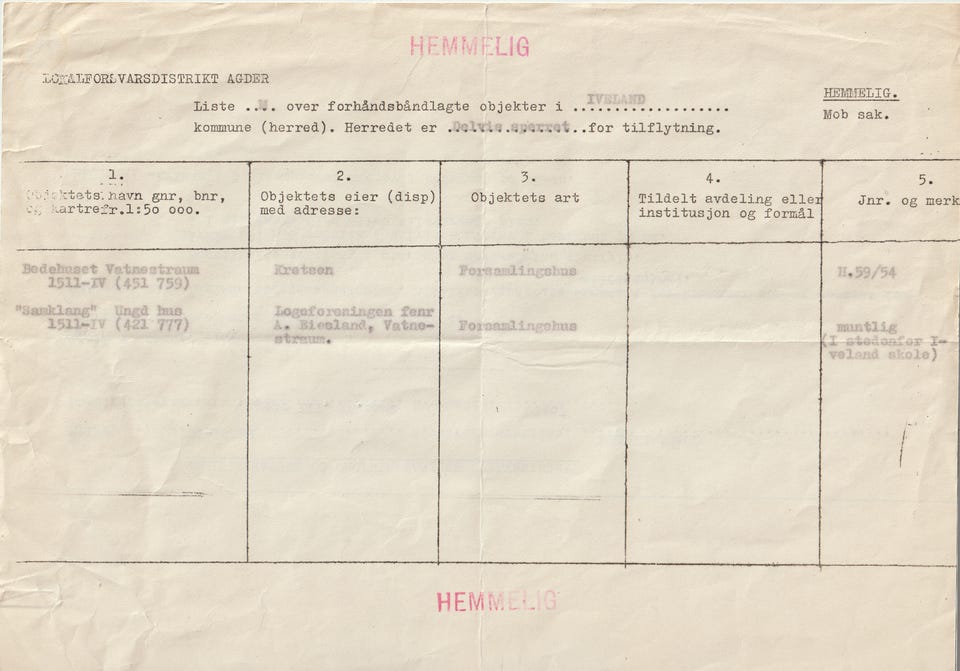 HEMMELIG
LOKALFORSVARSDISTRIKT AGDER
Liste .... over forhåndsbåndlagte objekter i ..IVELAND...........
HEMMELIG.
kommune (herred). Herredet er .Delvis.sperret..for tilflytning.
Mob sak.
1.
Objektets navn gnr, bnr,
og kartrefr.1:50 000.
2.
Objektets eier (disp)
med adresse:
3.
Objektets art
4.
Tildelt avdeling eller
institusjon og formål
5.
Jnr. og merk
Bedehuset Vatnestraum
1511-IV (451 759)
Kretsen
Forsamlingshus
H.59/54
"Samklang" Ungd hus
1511-IV (421 777)
Logeforeningen fenr
A. Eiesland, Vatne-
straum.
Forsamlingshus
muntlig
(I stedenfor I-
veland skole)
HEMMELIG